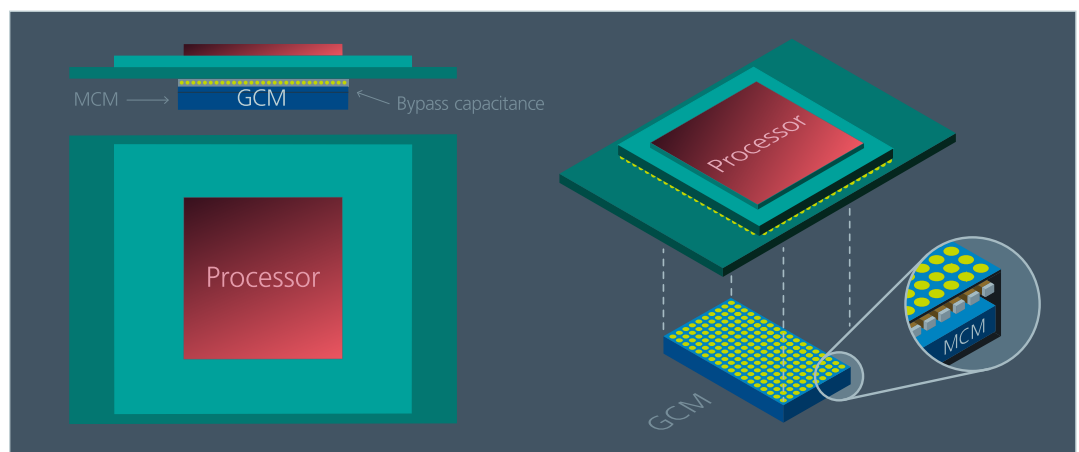 MCM
GCM
Bypass capacitance
Processor
Processor
GCM
MCM